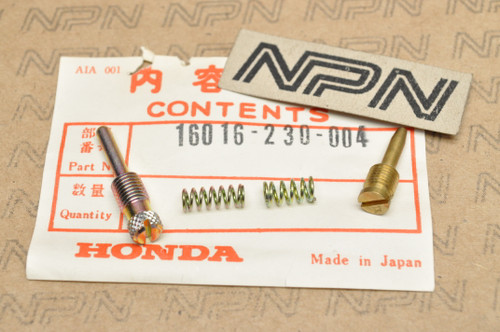 NPN
AIA 001
内容
CONTENTS
部番
Part
16016-230-004
数量
Quantity
HONDA
Made in Japan